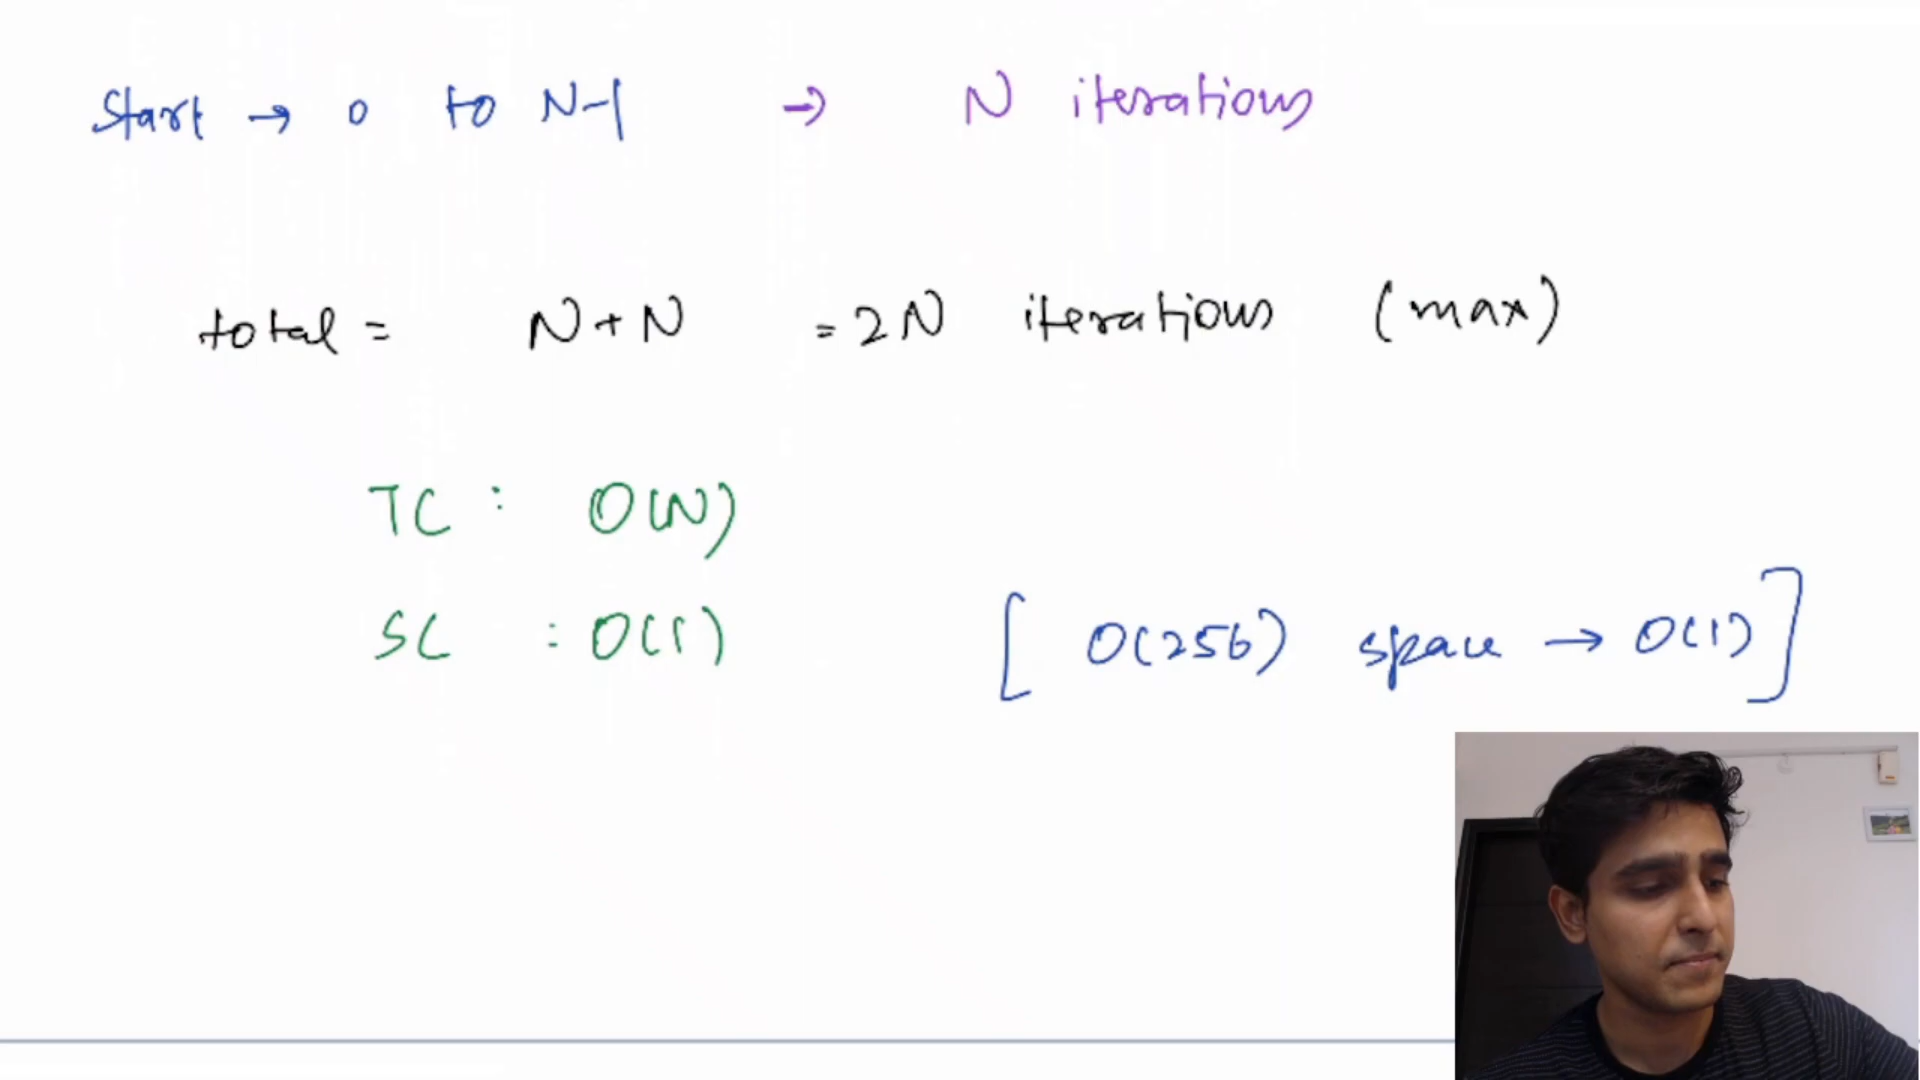 Start → 0 to N-1 → N iterations
total = N+N = 2N iterations (max)
TC : O(N)
SC : O(1) [ O(256) space → O(1) ]